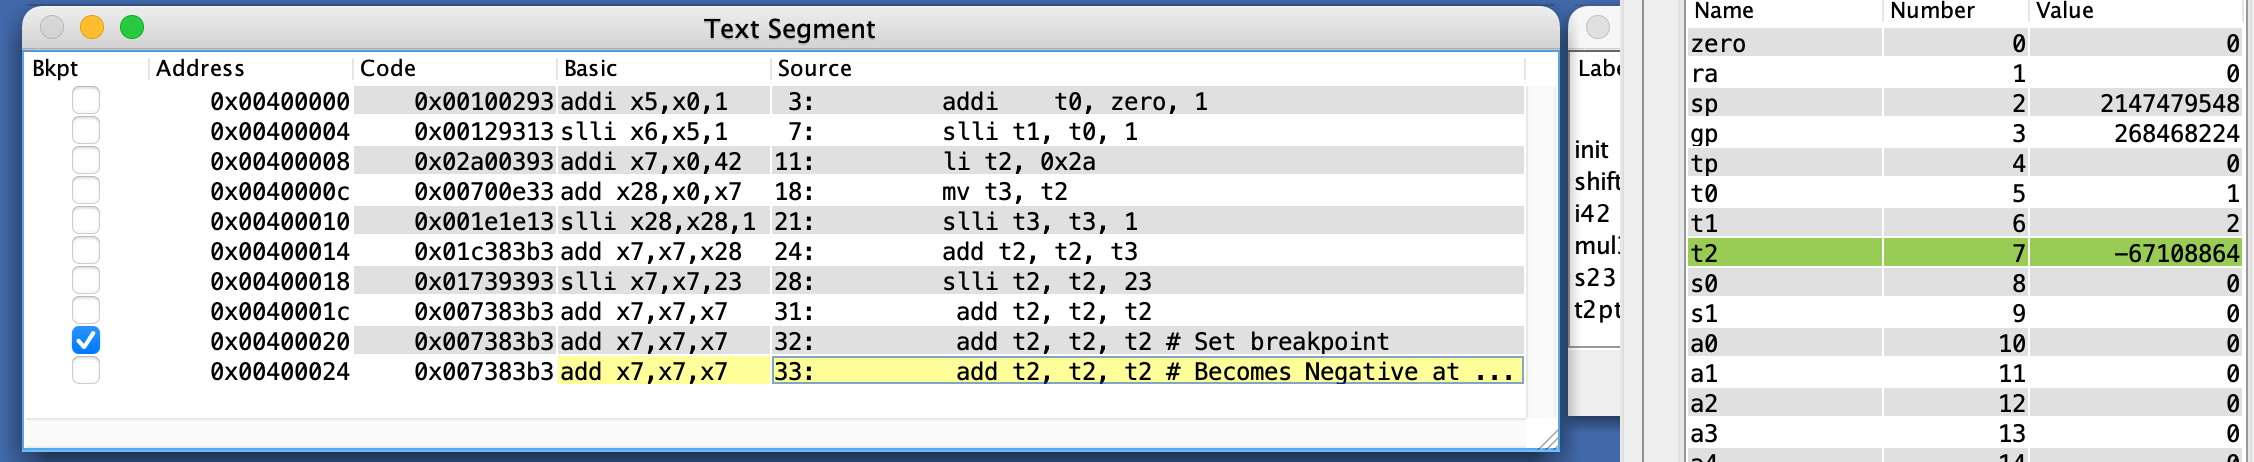 Text Segment
Bkpt Address Code Basic Source
0x00400000 0x00100293 addi x5,x0,1 3: addi t0, zero, 1
0x00400004 0x00129313 slli x6,x5,1 7: slli t1, t0, 1
0x00400008 0x02a00393 addi x7,x0,42 11: li t2, 0x2a
0x0040000c 0x00700e33 add x28,x0,x7 18: mv t3, t2
0x00400010 0x001e1e13 slli x28,x28,1 21: slli t3, t3, 1
0x00400014 0x01c383b3 add x7,x7,x28 24: add t2, t2, t3
0x00400018 0x01739393 slli x7,x7,23 28: slli t2, t2, 23
0x0040001c 0x007383b3 add x7,x7,x7 31: add t2, t2, t2
0x00400020 0x007383b3 add x7,x7,x7 32: add t2, t2, t2 # Set breakpoint
0x00400024 0x007383b3 add x7,x7,x7 33: add t2, t2, t2 # Becomes Negative at ...
init
shift
i42
s23
Name Number Value
zero 0 0
ra 1 0
sp 2 2147479548
gp 3 268468224
tp 4 0
t0 5 1
t1 6 2
t2 7 -67108864
s0 8 0
s1 9 0
a0 10 0
a1 11 0
a2 12 0
a3 13 0